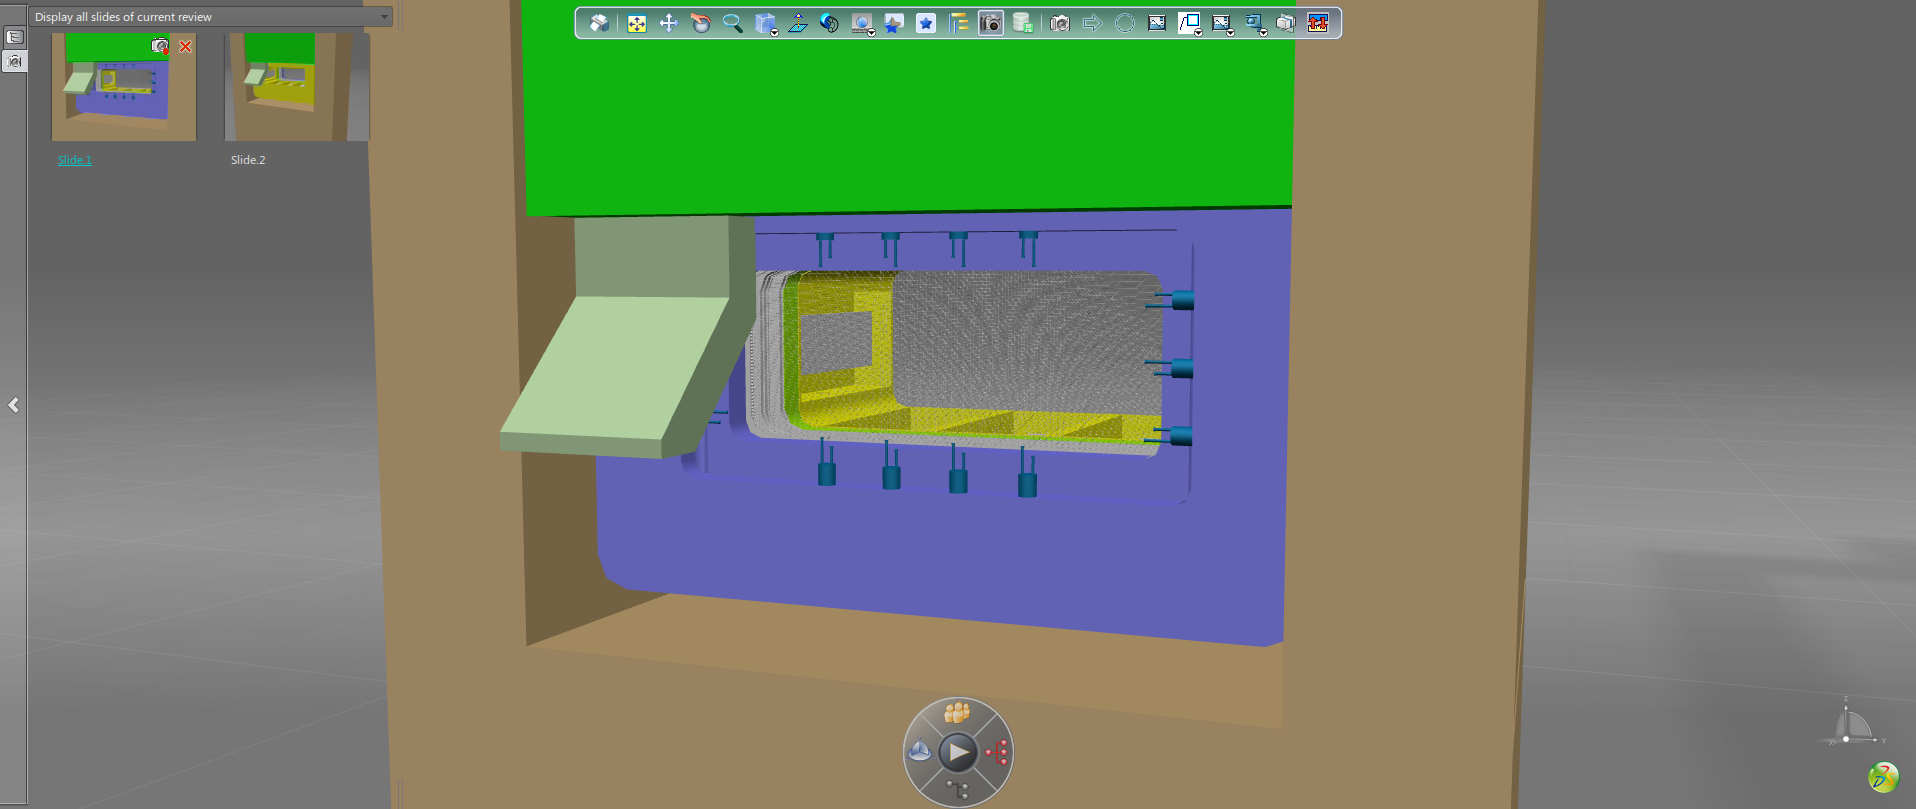 Display all slides of current review
Slide.1
Slide.2
Z
X
Y